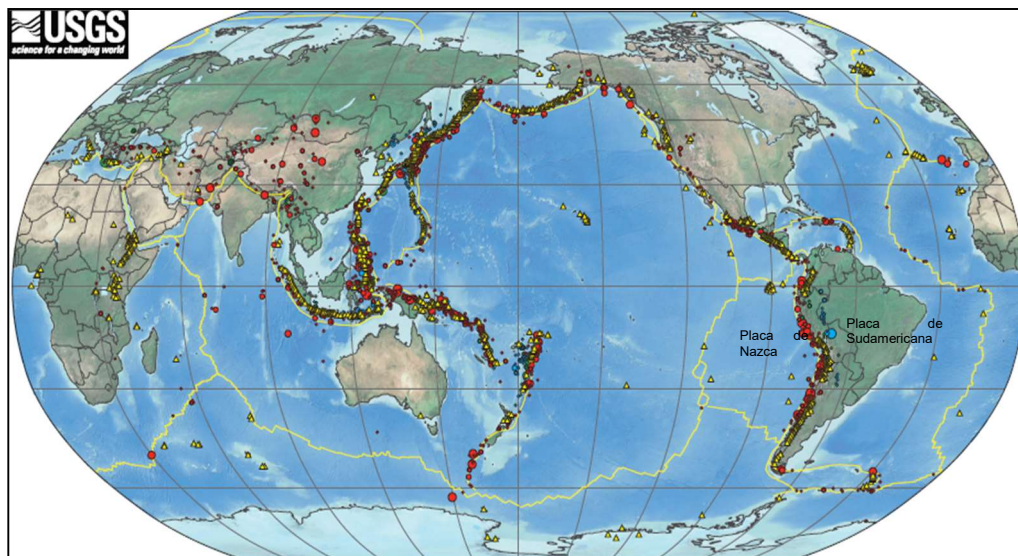 USGS
science for a changing world
Placa de
Nazca
Placa de
Sudamericana